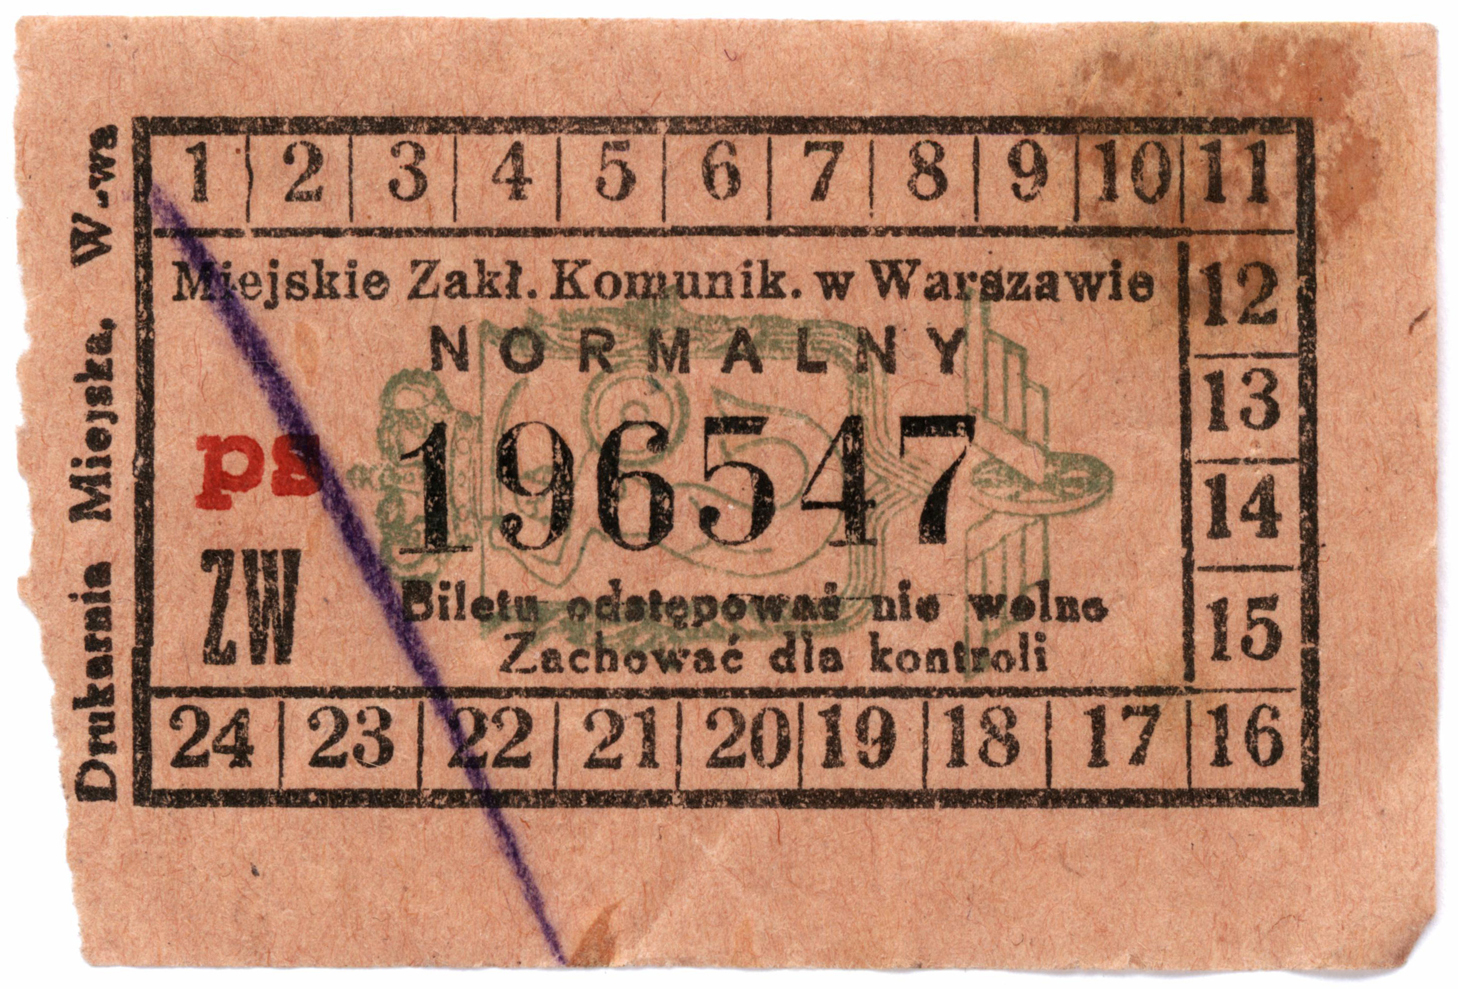 1 2 3 4 5 6 7 8 9 10 11
Miejskie Zakł. Komunik. w Warszawie
12
NORMALNY
13
ps
196547
14
ZW
Biletu odstępować nie wolno
15
Zachować dla kontroli
24 23 22 21 20 19 18 17 16
Drukarnia Miejska, W-wa